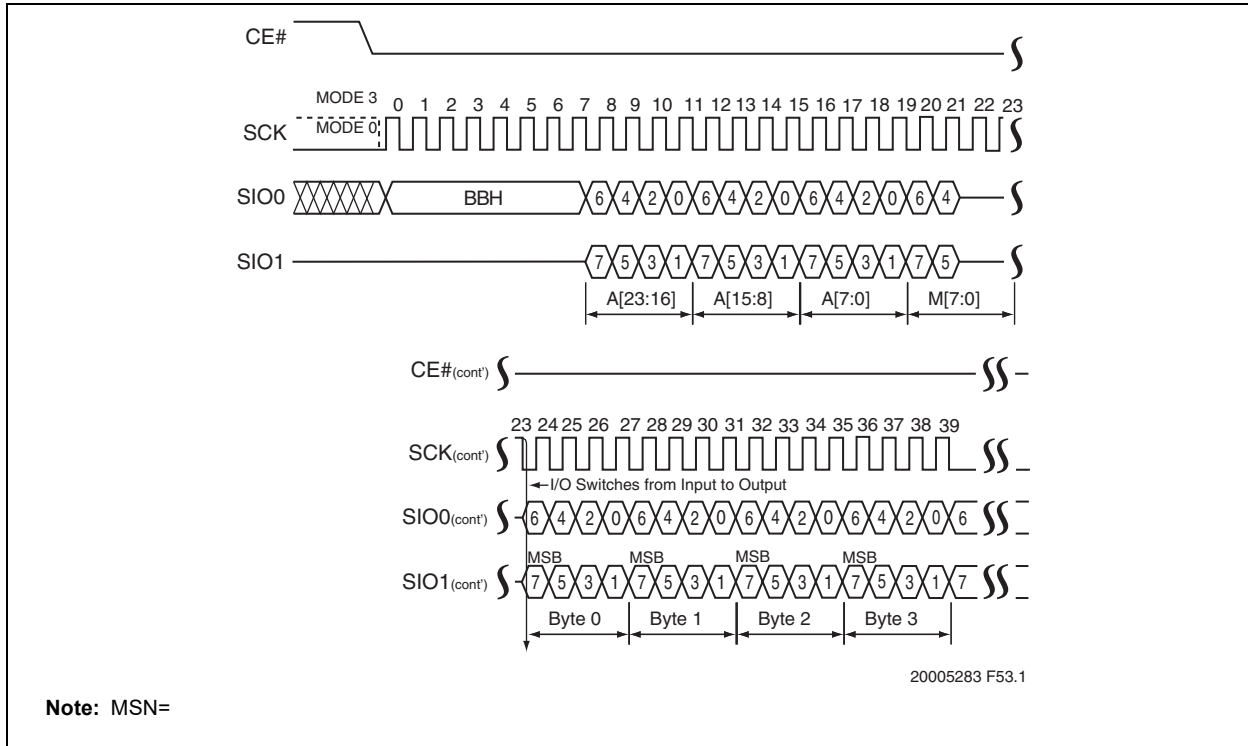 CE#
MODE 3
0 1 2 3 4 5 6 7 8 9 10 11 12 13 14 15 16 17 18 19 20 21 22 23
SCK MODE 0
SIO0 BBH 6 4 2 0 6 4 2 0 6 4 2 0 6 4
SIO1 7 5 3 1 7 5 3 1 7 5 3 1 7 5
A[23:16] A[15:8] A[7:0] M[7:0]
CE#(cont')
23 24 25 26 27 28 29 30 31 32 33 34 35 36 37 38 39
SCK(cont')
I/O Switches from Input to Output
SIO0(cont') 6 4 2 0 6 4 2 0 6 4 2 0 6 4 2 0 6
MSB MSB MSB MSB
SIO1(cont') 7 5 3 1 7 5 3 1 7 5 3 1 7 5 3 1 7
Byte 0 Byte 1 Byte 2 Byte 3
20005283 F53.1
Note: MSN=